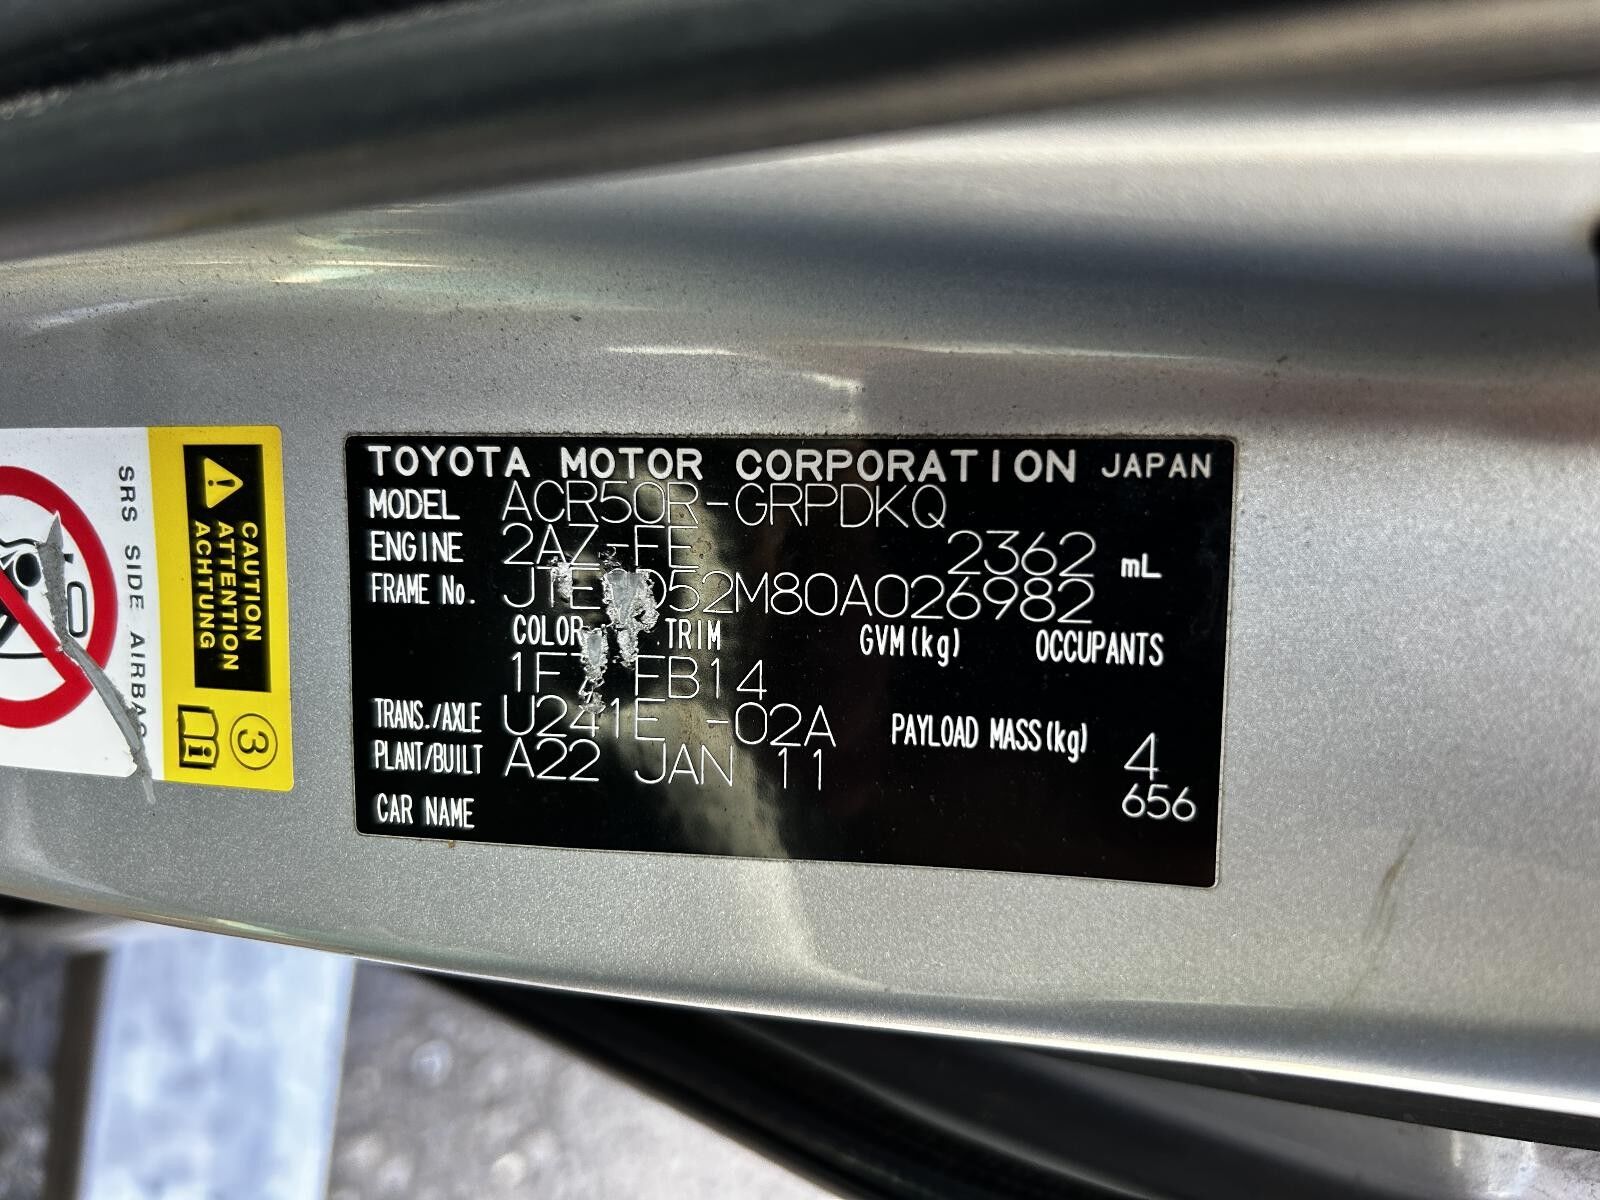 TOYOTA MOTOR CORPORATION JAPAN
MODEL ACR50R-GRPDKQ
ENGINE 2AZ-FE 2362 mL
FRAME No.
COLOR TRIM GVM(kg) OCCUPANTS
FB14
TRANS./AXLE U241E -02A PAYLOAD MASS(kg) 4
PLANT/BUILT A22 JAN 11 656
CAR NAME
CAUTION
ATTENTION
ACHTUNG
3
SRS SIDE AIRBAG